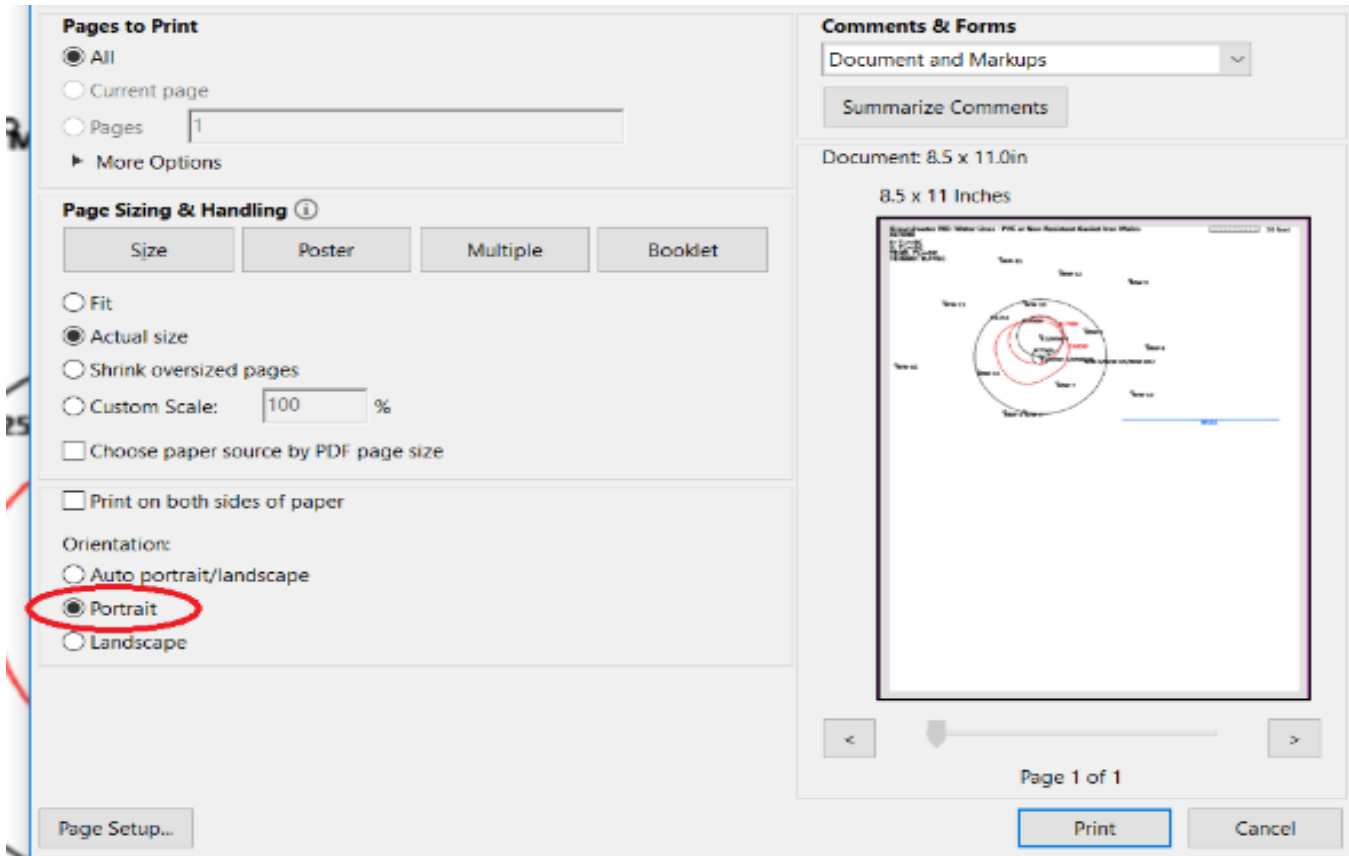 Pages to Print
All
Current page
Pages 1
More Options
Page Sizing & Handling
Size Poster Multiple Booklet
Fit
Actual size
Shrink oversized pages
Custom Scale: 100 %
Choose paper source by PDF page size
Print on both sides of paper
Orientation:
Auto portrait/landscape
Portrait
Landscape
Page Setup...
Comments & Forms
Document and Markups
Summarize Comments
Document: 8.5 x 11.0in
8.5 x 11 Inches
< >
Page 1 of 1
Print Cancel
25